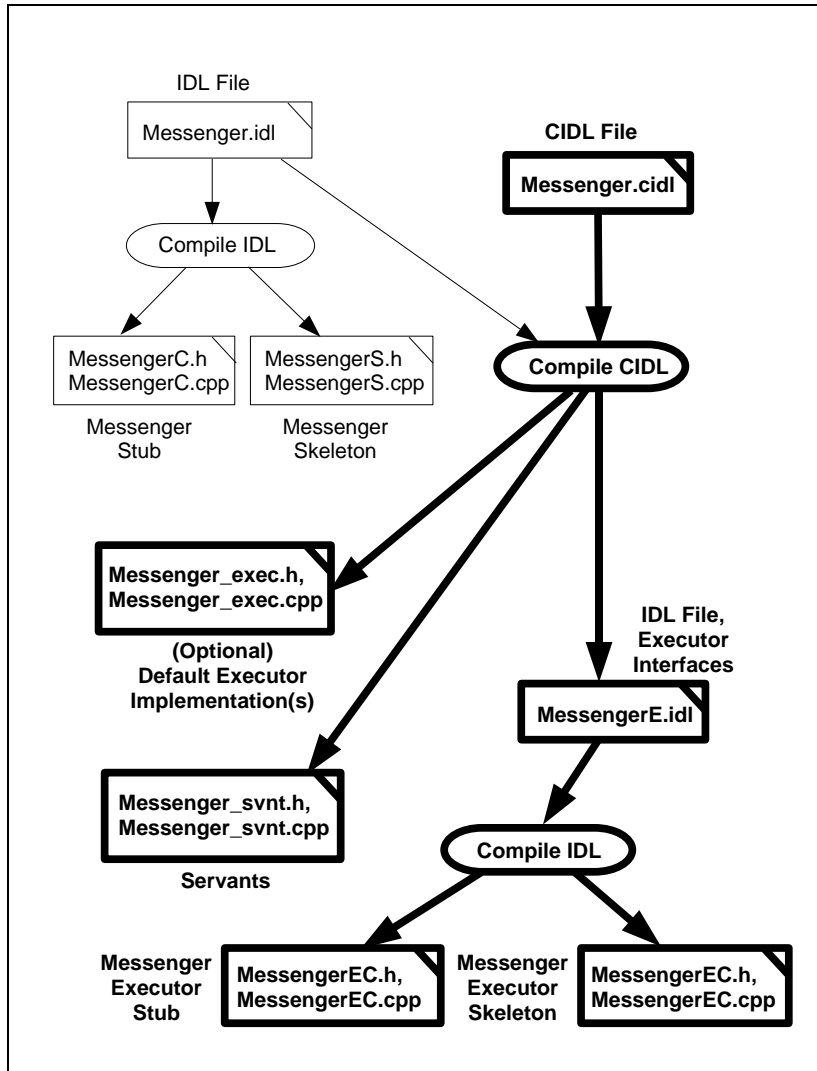 IDL File
Messenger.idl
CIDL File
Messenger.cidl
Compile IDL
MessengerC.h
MessengerC.cpp
Messenger
Stub
MessengerS.h
MessengerS.cpp
Messenger
Skeleton
Compile CIDL
Messenger_exec.h,
Messenger_exec.cpp
(Optional)
Default Executor
Implementation(s)
IDL File,
Executor
Interfaces
MessengerE.idl
Messenger_svnt.h,
Messenger_svnt.cpp
Servants
Compile IDL
Messenger
Executor
Stub
MessengerEC.h,
MessengerEC.cpp
Messenger
Executor
Skeleton
MessengerEC.h,
MessengerEC.cpp